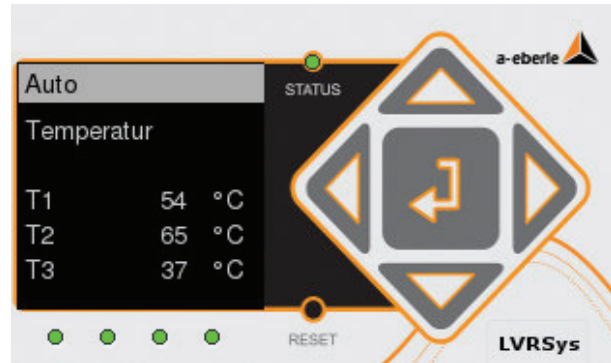 a-eberle
Auto
STATUS
Temperatur
T1 54 °C
T2 65 °C
T3 37 °C
RESET
LVRSys